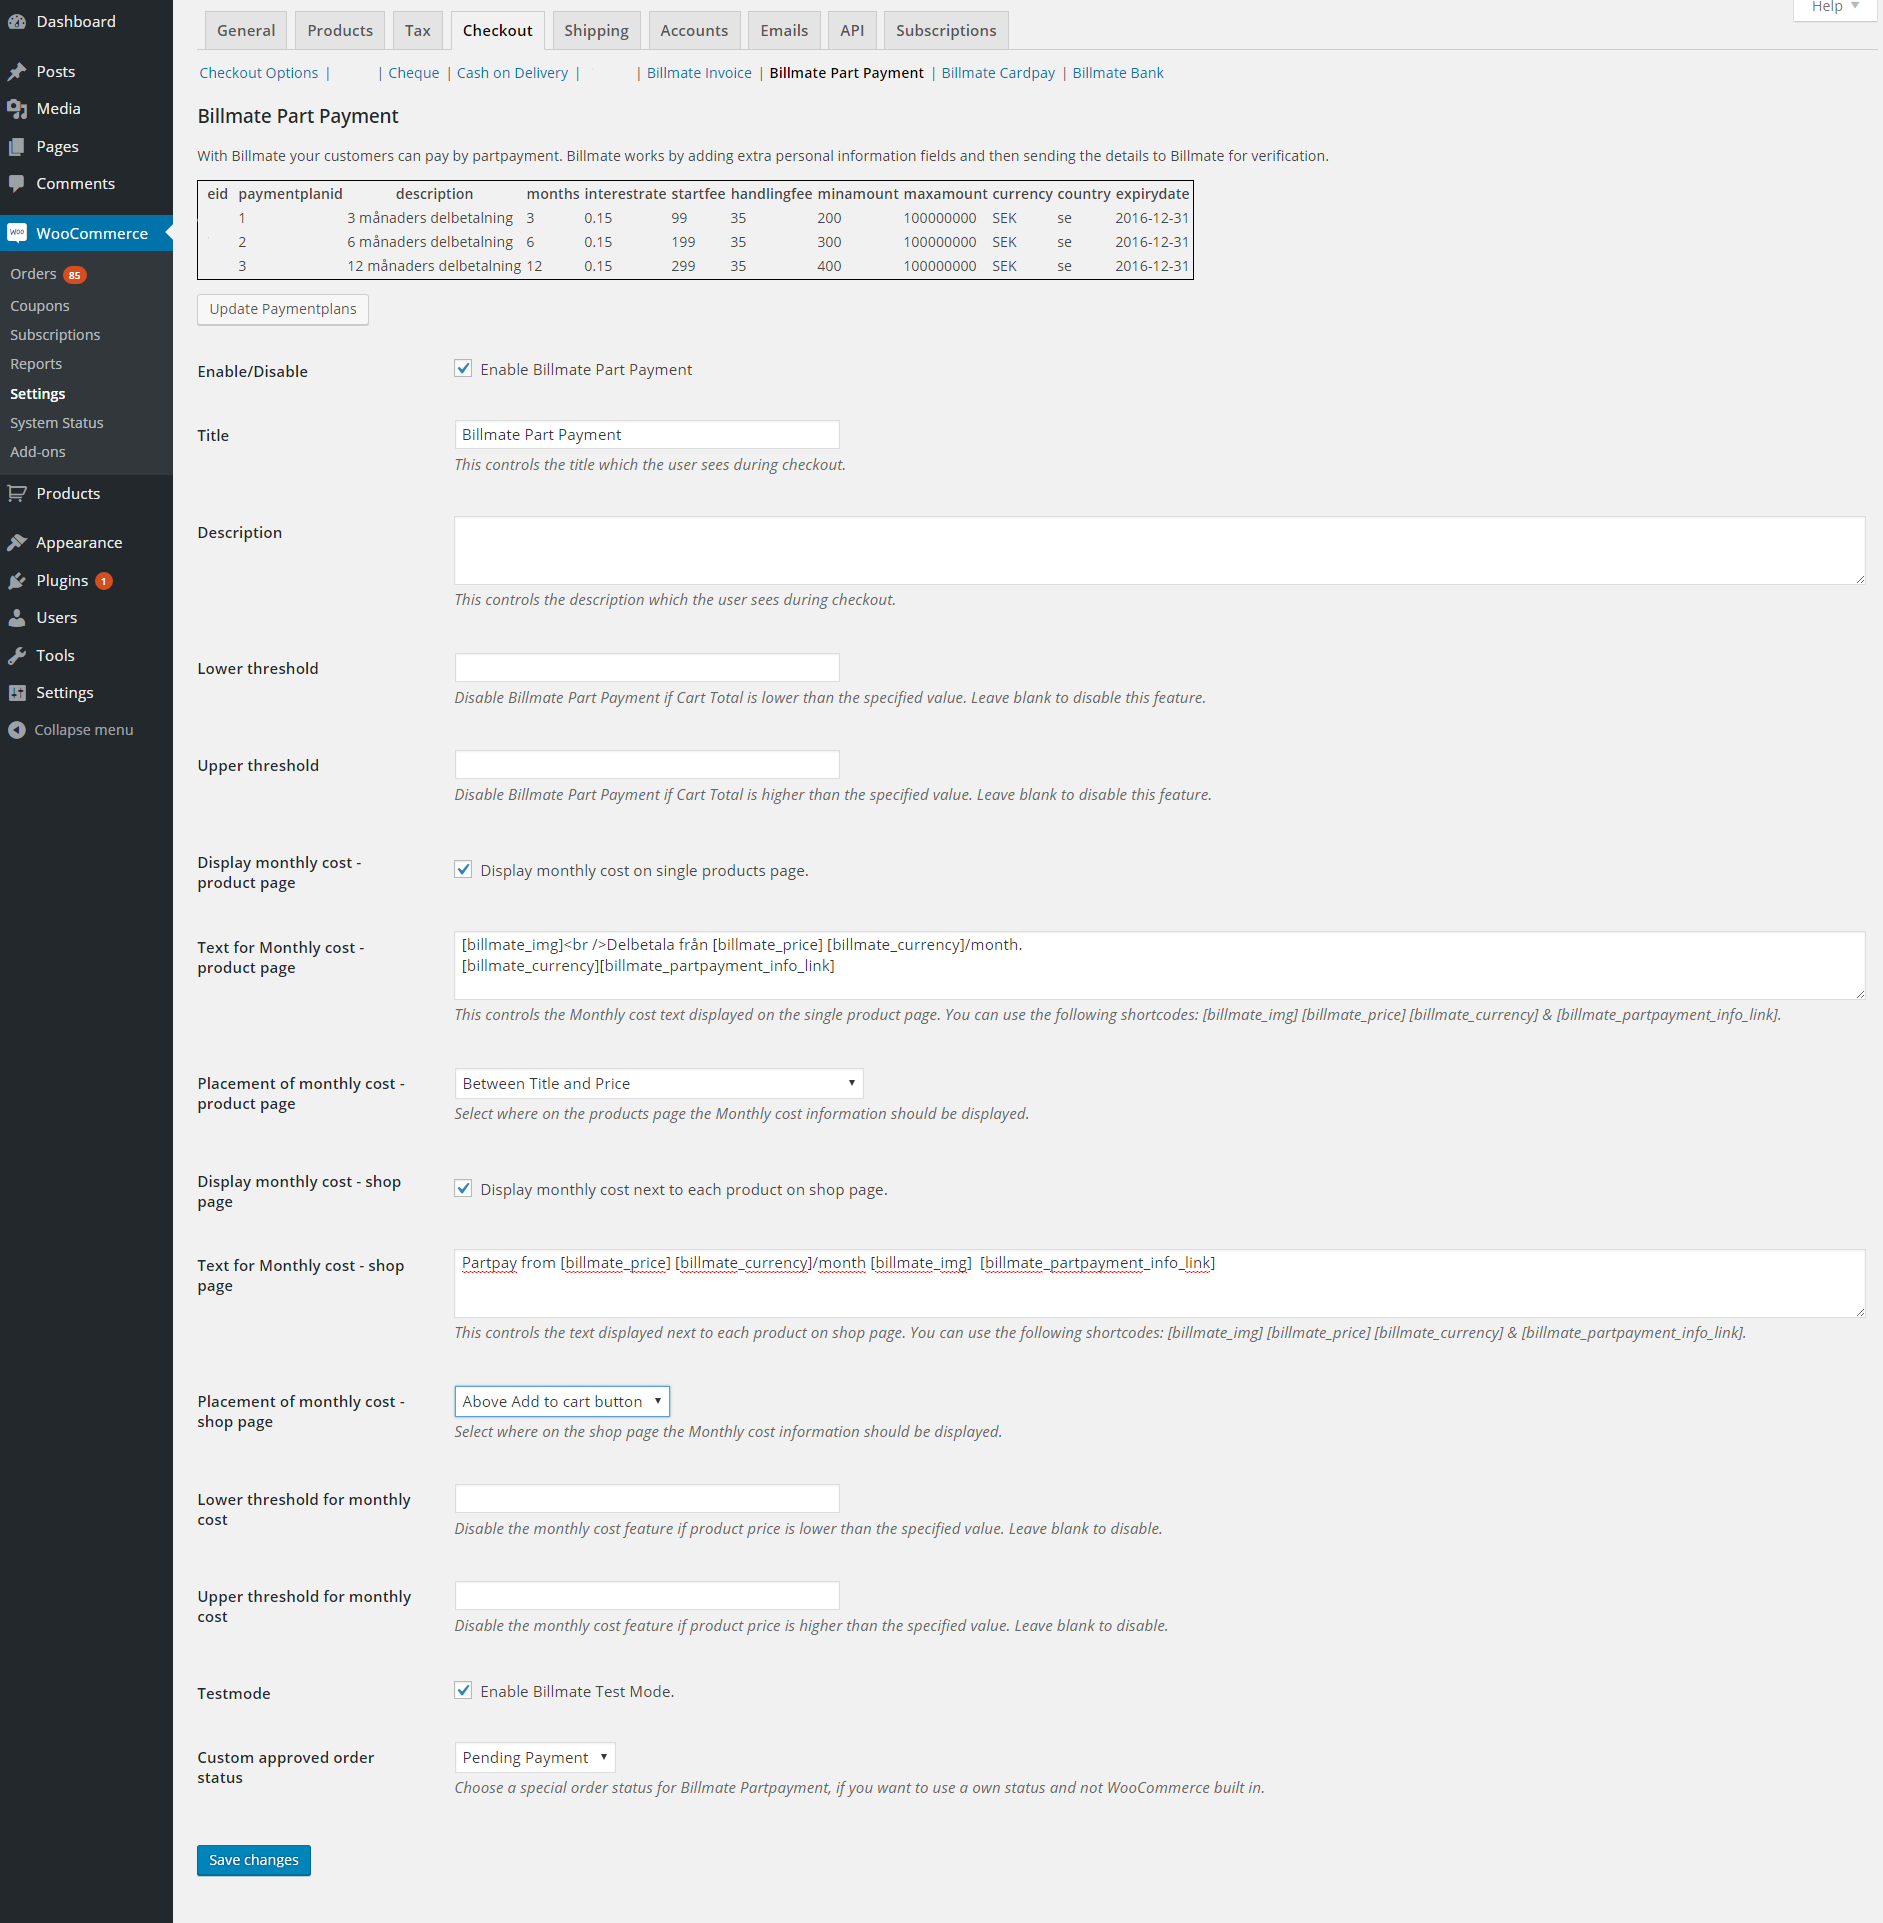 Dashboard
Posts
Media
Pages
Comments
WooCommerce
Orders 85
Coupons
Subscriptions
Reports
Settings
System Status
Add-ons
Products
Appearance
Plugins 1
Users
Tools
Settings
Collapse menu
Help
General Products Tax Checkout Shipping Accounts Emails API Subscriptions
Checkout Options | | Cheque | Cash on Delivery | | Billmate Invoice | Billmate Part Payment | Billmate Cardpay | Billmate Bank
Billmate Part Payment
With Billmate your customers can pay by partpayment. Billmate works by adding extra personal information fields and then sending the details to Billmate for verification.
eid paymentplanid description months interestrate startfee handlingfee minamount maxamount currency country expirydate
1 3 månaders delbetalning 3 0.15 99 35 200 100000000 SEK se 2016-12-31
2 6 månaders delbetalning 6 0.15 199 35 300 100000000 SEK se 2016-12-31
3 12 månaders delbetalning 12 0.15 299 35 400 100000000 SEK se 2016-12-31
Update Paymentplans
Enable/Disable
Enable Billmate Part Payment
Title
Billmate Part Payment
This controls the title which the user sees during checkout.
Description
This controls the description which the user sees during checkout.
Lower threshold
Disable Billmate Part Payment if Cart Total is lower than the specified value. Leave blank to disable this feature.
Upper threshold
Disable Billmate Part Payment if Cart Total is higher than the specified value. Leave blank to disable this feature.
Display monthly cost -
product page
Display monthly cost on single products page.
Text for Monthly cost -
product page
[billmate_img]<br />Delbetala från [billmate_price] [billmate_currency]/month.
[billmate_currency][billmate_partpayment_info_link]
This controls the Monthly cost text displayed on the single product page. You can use the following shortcodes: [billmate_img] [billmate_price] [billmate_currency] & [billmate_partpayment_info_link].
Placement of monthly cost -
product page
Between Title and Price
Select where on the products page the Monthly cost information should be displayed.
Display monthly cost - shop
page
Display monthly cost next to each product on shop page.
Text for Monthly cost - shop
page
Partpay from [billmate_price] [billmate_currency]/month [billmate_img] [billmate_partpayment_info_link]
This controls the text displayed next to each product on shop page. You can use the following shortcodes: [billmate_img] [billmate_price] [billmate_currency] & [billmate_partpayment_info_link].
Placement of monthly cost -
shop page
Above Add to cart button
Select where on the shop page the Monthly cost information should be displayed.
Lower threshold for monthly
cost
Disable the monthly cost feature if product price is lower than the specified value. Leave blank to disable.
Upper threshold for monthly
cost
Disable the monthly cost feature if product price is higher than the specified value. Leave blank to disable.
Testmode
Enable Billmate Test Mode.
Custom approved order
status
Pending Payment
Choose a special order status for Billmate Partpayment, if you want to use a own status and not WooCommerce built in.
Save changes